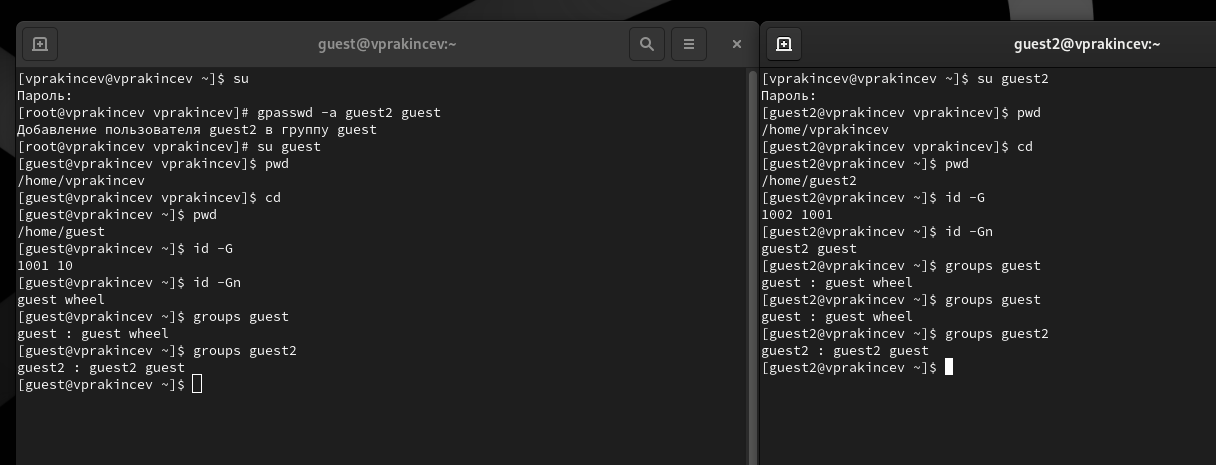 guest@vprakincev:~
[vprakincev@vprakincev ~]$ su
Пароль:
[root@vprakincev vprakincev]# gpasswd -a guest2 guest
Добавление пользователя guest2 в группу guest
[root@vprakincev vprakincev]# su guest
[guest@vprakincev vprakincev]$ pwd
/home/vprakincev
[guest@vprakincev vprakincev]$ cd
[guest@vprakincev ~]$ pwd
/home/guest
[guest@vprakincev ~]$ id -G
1001 10
[guest@vprakincev ~]$ id -Gn
guest wheel
[guest@vprakincev ~]$ groups guest
guest : guest wheel
[guest@vprakincev ~]$ groups guest2
guest2 : guest2 guest
[guest@vprakincev ~]$
guest2@vprakincev:~
[vprakincev@vprakincev ~]$ su guest2
Пароль:
[guest2@vprakincev vprakincev]$ pwd
/home/vprakincev
[guest2@vprakincev vprakincev]$ cd
[guest2@vprakincev ~]$ pwd
/home/guest2
[guest2@vprakincev ~]$ id -G
1002 1001
[guest2@vprakincev ~]$ id -Gn
guest2 guest
[guest2@vprakincev ~]$ groups guest
guest : guest wheel
[guest2@vprakincev ~]$ groups guest
guest : guest wheel
[guest2@vprakincev ~]$ groups guest2
guest2 : guest2 guest
[guest2@vprakincev ~]$